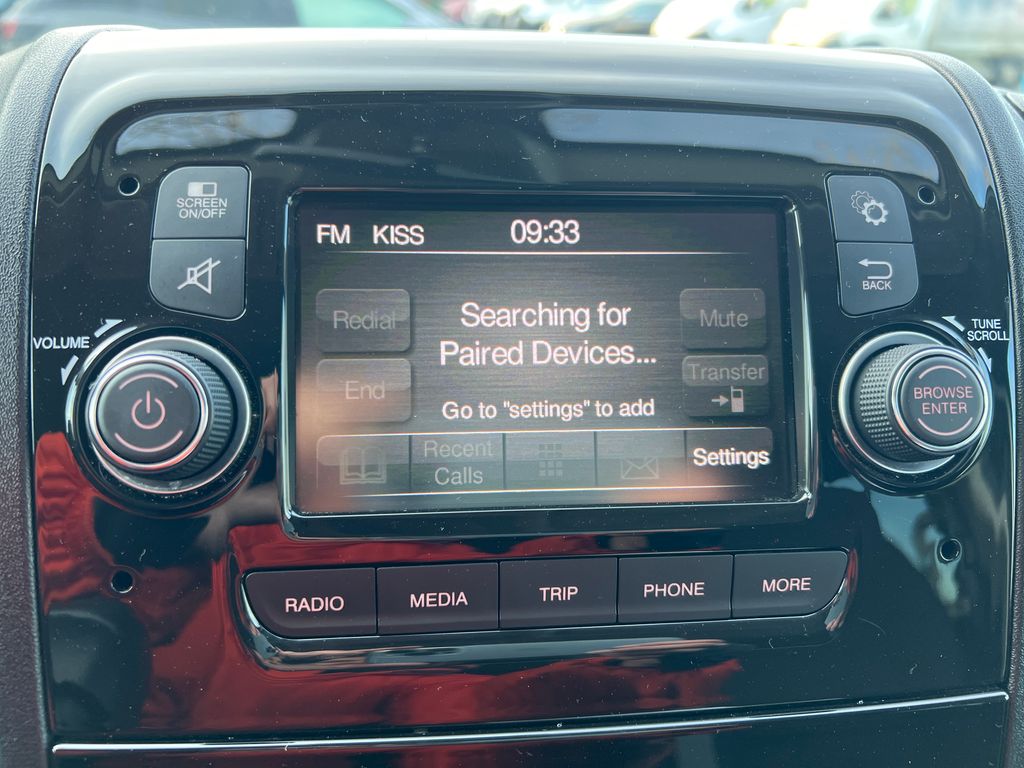 SCREEN
ON/OFF
FM KISS 09:33
BACK
VOLUME
TUNE
SCROLL
Redial
Searching for
Paired Devices...
Mute
Transfer
End
Go to "settings" to add
BROWSE
ENTER
Recent
Calls
Settings
RADIO
MEDIA
TRIP
PHONE
MORE